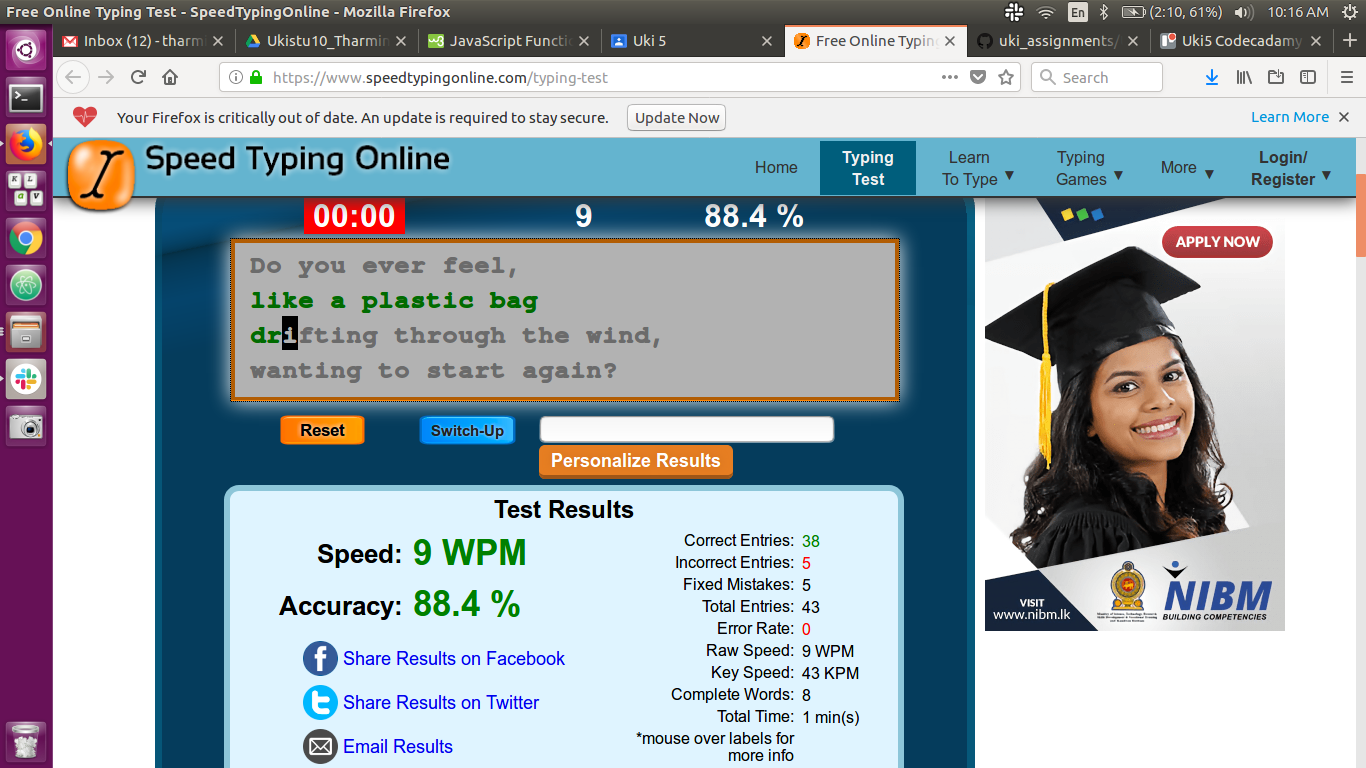 Free Online Typing Test - SpeedTypingOnline - Mozilla Firefox
En
(2:10, 61%)
10:16 AM
Inbox (12) - tharmi
Ukistu10_Tharmin
JavaScript Functio
Uki 5
Free Online Typing
uki_assignments/
Uki5 Codecadamy
https://www.speedtypingonline.com/typing-test
Search
Your Firefox is critically out of date. An update is required to stay secure.
Update Now
Learn More
Speed Typing Online
Home
Typing
Test
Learn
To Type
Typing
Games
More
Login/
Register
00:00 9 88.4 %
Do you ever feel,
like a plastic bag
drifting through the wind,
wanting to start again?
Reset
Switch-Up
Personalize Results
Test Results
Speed: 9 WPM
Accuracy: 88.4 %
Share Results on Facebook
Share Results on Twitter
Email Results
Correct Entries: 38
Incorrect Entries: 5
Fixed Mistakes: 5
Total Entries: 43
Error Rate: 0
Raw Speed: 9 WPM
Key Speed: 43 KPM
Complete Words: 8
Total Time: 1 min(s)
*mouse over labels for
more info
APPLY NOW
VISIT
www.nibm.lk
NIBM
BUILDING COMPETENCIES